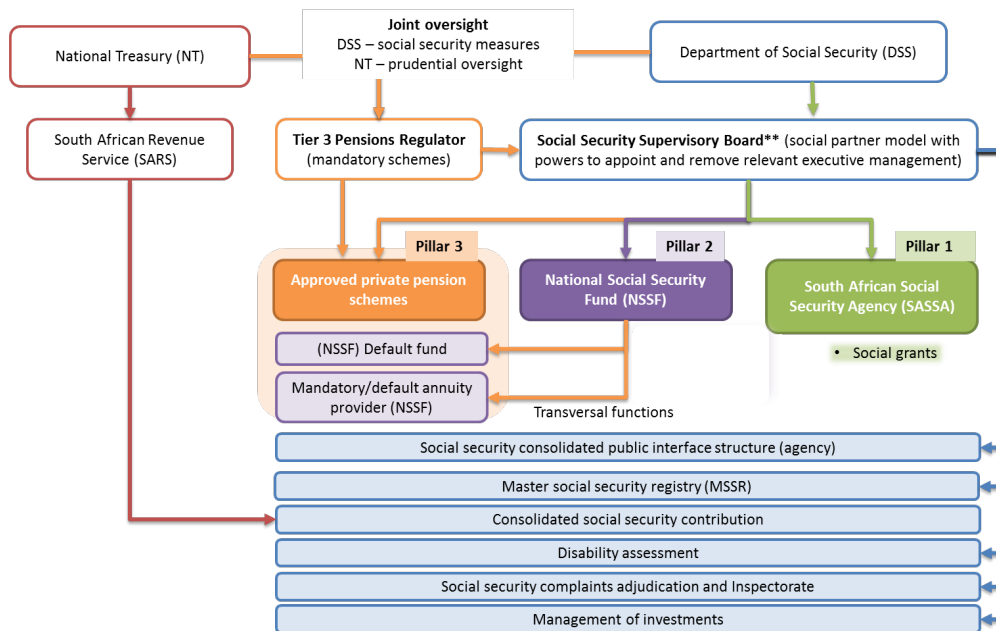 Joint oversight
DSS – social security measures
NT – prudential oversight
National Treasury (NT)
Department of Social Security (DSS)
South African Revenue
Service (SARS)
Tier 3 Pensions Regulator
(mandatory schemes)
Social Security Supervisory Board** (social partner model with
powers to appoint and remove relevant executive management)
Pillar 3
Pillar 2
Pillar 1
Approved private pension
schemes
National Social Security
Fund (NSSF)
South African Social
Security Agency (SASSA)
(NSSF) Default fund
• Social grants
Mandatory/default annuity
provider (NSSF)
Transversal functions
Social security consolidated public interface structure (agency)
Master social security registry (MSSR)
Consolidated social security contribution
Disability assessment
Social security complaints adjudication and Inspectorate
Management of investments